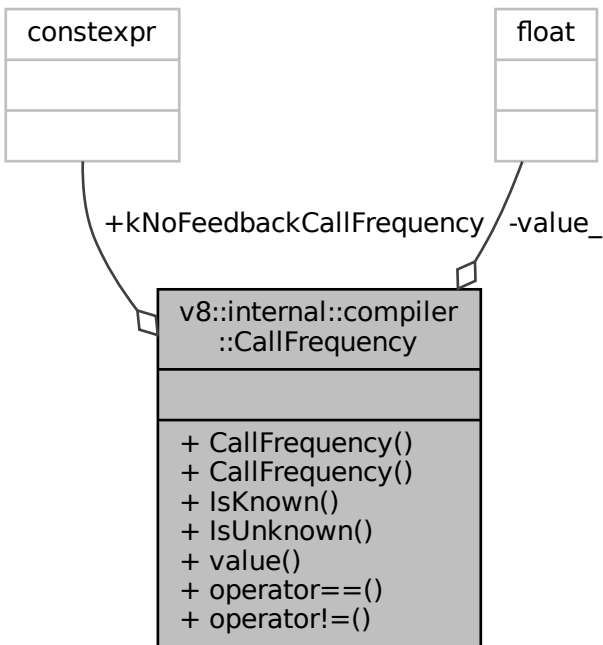 constexpr
float
+kNoFeedbackCallFrequency
-value_
v8::internal::compiler
::CallFrequency
+ CallFrequency()
+ CallFrequency()
+ IsKnown()
+ IsUnknown()
+ value()
+ operator==()
+ operator!=()